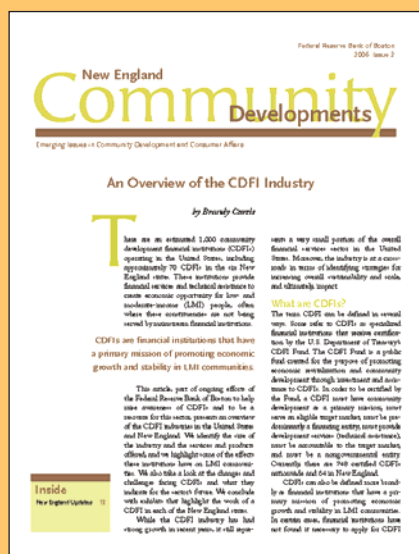 Federal Reserve Bank of Boston
2006 Issue 2
New England
Community
Developments
Emerging Issues in Community Development and Consumer Affairs
An Overview of the CDFI Industry
by Brandy Curtis
There are an estimated 1,000 community
development financial institutions (CDFIs)
operating in the United States, including
approximately 70 CDFIs in the six New
England states. These institutions provide
financial services and technical assistance to
create economic opportunity for low- and
moderate-income (LMI) people, often
where these constituencies are not being
served by mainstream financial institutions.
CDFIs are financial institutions that have
a primary mission of promoting economic
growth and stability in LMI communities.
This article, part of ongoing efforts of
the Federal Reserve Bank of Boston to help
raise awareness of CDFIs and to be a
resource for this sector, presents an overview
of the CDFI industries in the United States
and New England. We identify the size of
the industry and the services and products
offered, and we highlight some of the effects
these institutions have on LMI communi-
ties. We also take a look at the changes and
challenges facing CDFIs and what they
indicate for the sector's future. We conclude
with exhibits that highlight the work of a
CDFI in each of the New England states.
While the CDFI industry has had
strong growth in recent years, it still repre-
sents a very small portion of the overall
financial services sector in the United
States. Moreover, the industry is at a cross-
roads in terms of identifying strategies for
increasing overall sustainability and scale,
and ultimately, impact.
What are CDFIs?
The term CDFI can be defined in several
ways. Some refer to CDFIs as specialized
financial institutions that receive certifica-
tion by the U.S. Department of Treasury's
CDFI Fund. The CDFI Fund is a public
fund created for the purpose of promoting
economic revitalization and community
development through investment and assis-
tance to CDFIs. In order to be certified by
the Fund, a CDFI must have community
development as a primary mission, must
serve an eligible target market, must be pre-
dominantly a financing entity, must provide
development services (technical assistance),
must be accountable to the target market,
and must be a nongovernmental entity.
Currently, there are 748 certified CDFIs
nationwide and 64 in New England.
CDFIs can also be defined more broad-
ly as financial institutions that have a pri-
mary mission of promoting economic
growth and stability in LMI communities.
In certain cases, financial institutions have
not found it necessary to apply for CDFI
Inside
New England Updates